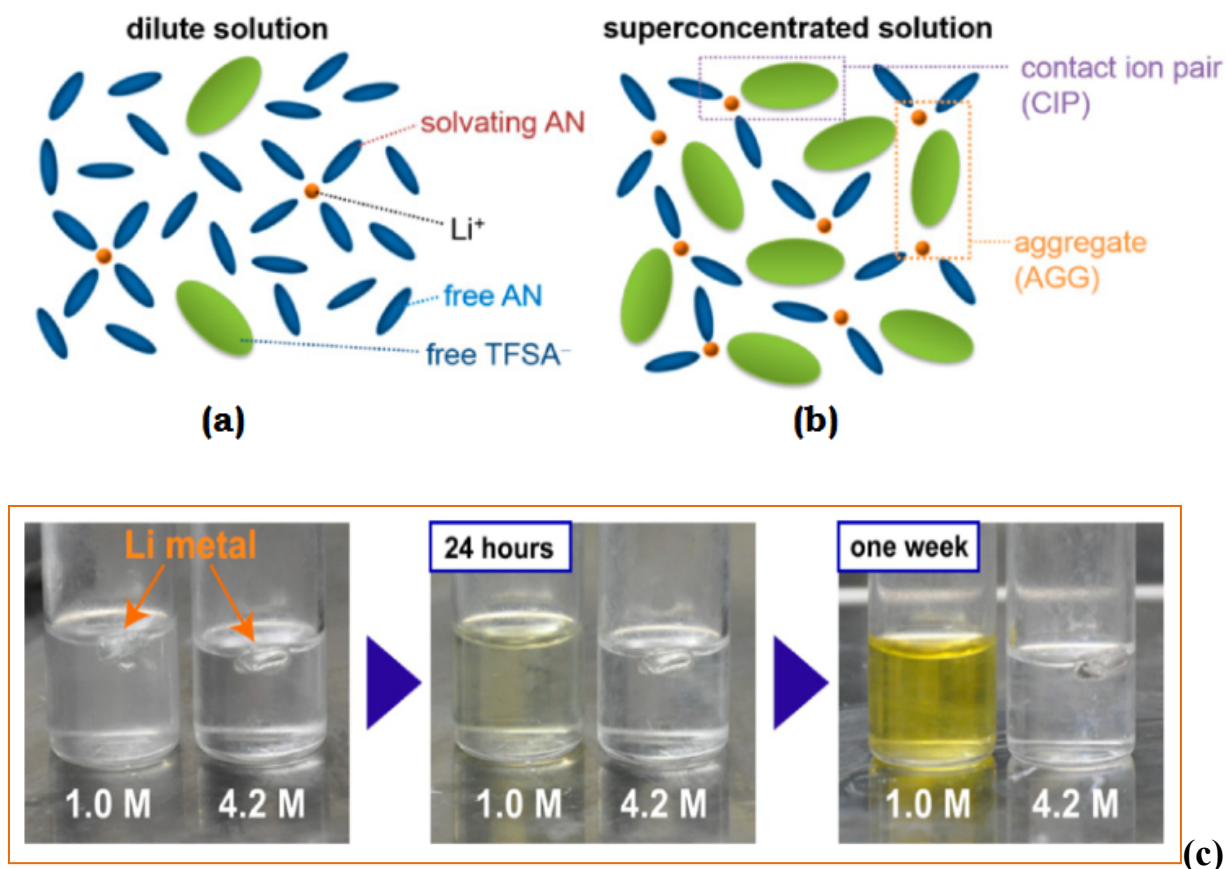 dilute solution
solvating AN
Li⁺
free AN
free TFSA⁻
(a)
superconcentrated solution
contact ion pair
(CIP)
aggregate
(AGG)
(b)
Li metal
1.0 M
4.2 M
24 hours
1.0 M
4.2 M
one week
1.0 M
4.2 M
(c)